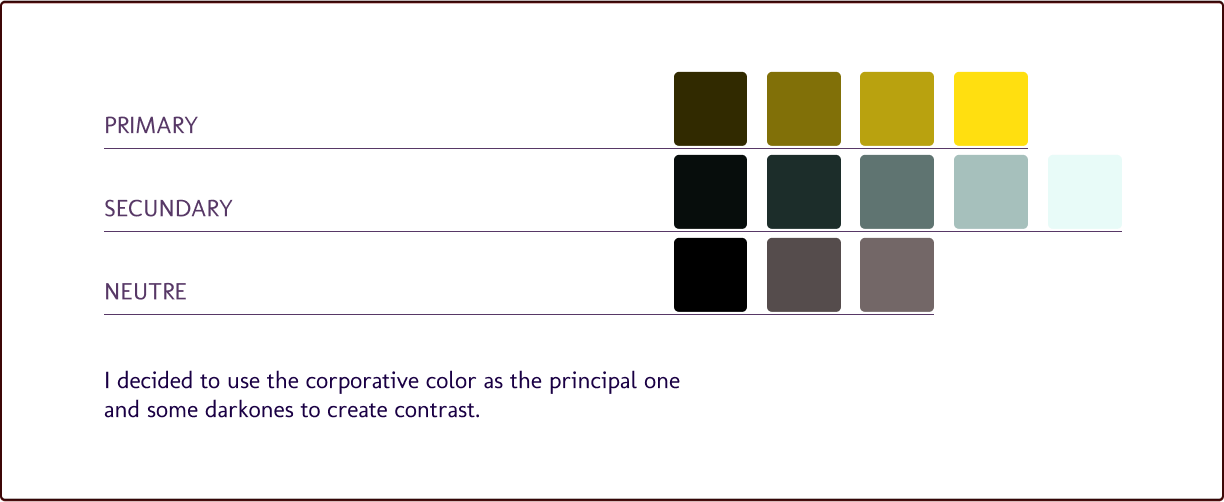 PRIMARY
SECUNDARY
NEUTRE
I decided to use the corporative color as the principal one
and some darkones to create contrast.